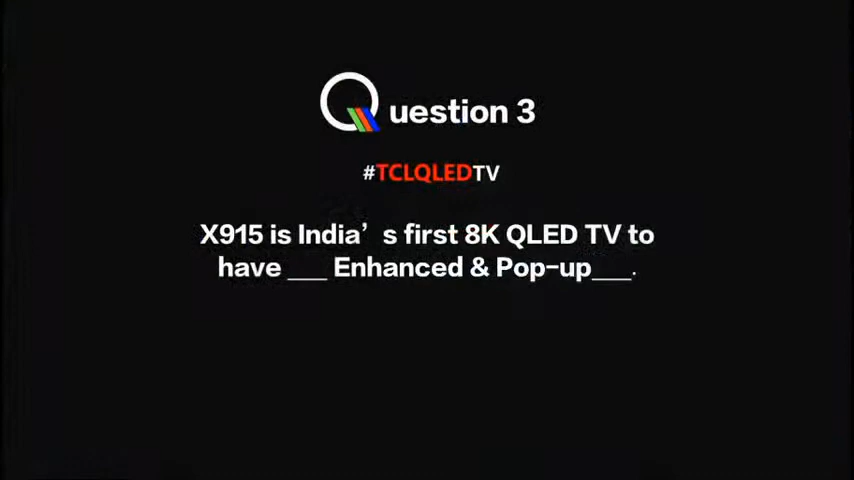 Question 3
#TCLQLEDTV
X915 is India’ s first 8K QLED TV to
have ___ Enhanced & Pop-up___.